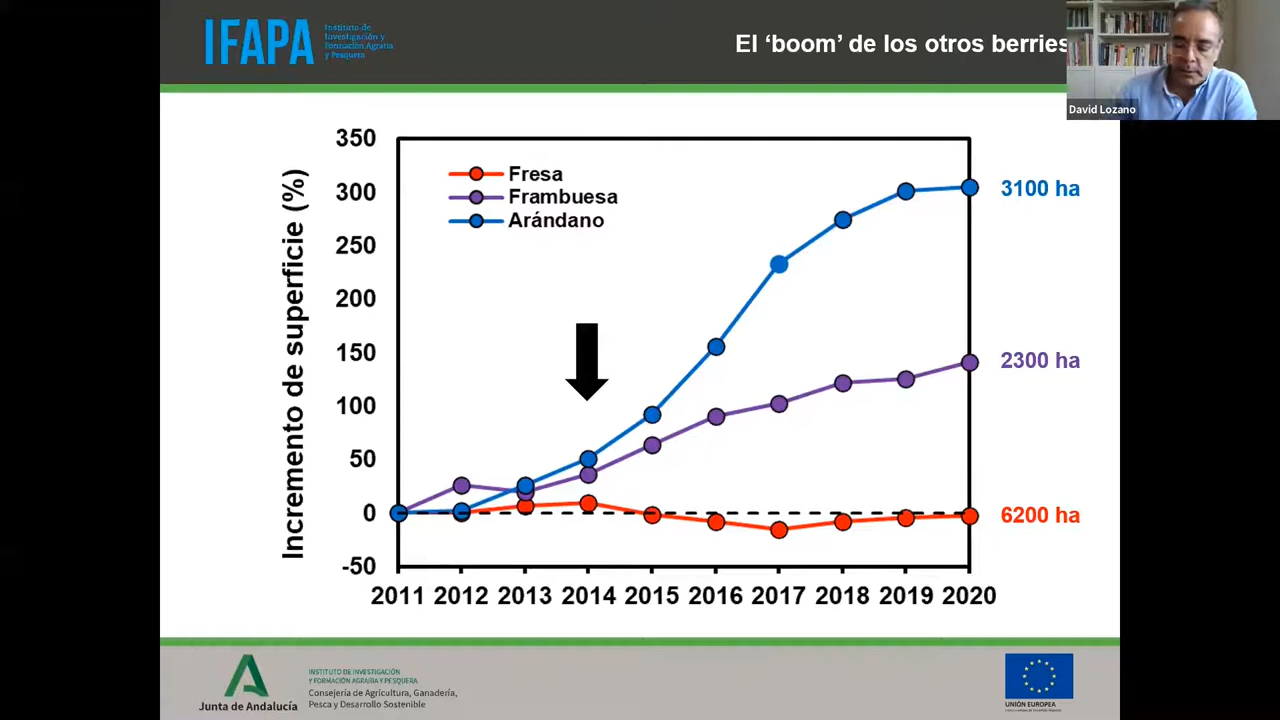 IFAPA
Instituto de
Investigación y
Formación Agraria
y Pesquera
El ‘boom’ de los otros berries
David Lozano
Incremento de superficie (%)
350
300
250
200
150
100
50
0
-50
Fresa
Frambuesa
Arándano
3100 ha
2300 ha
6200 ha
2011 2012 2013 2014 2015 2016 2017 2018 2019 2020
Junta de Andalucía
INSTITUTO DE INVESTIGACIÓN
Y FORMACIÓN AGRARIA Y PESQUERA
Consejería de Agricultura, Ganadería,
Pesca y Desarrollo Sostenible
UNIÓN EUROPEA